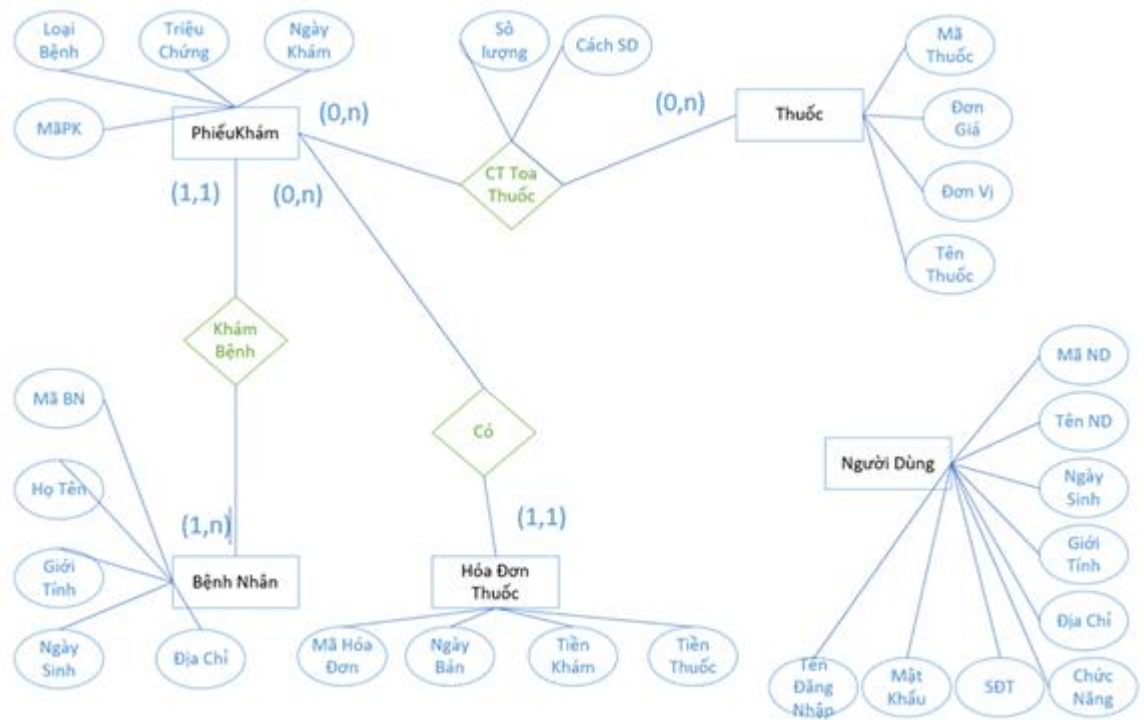 Loại
Bệnh
Triệu
Chứng
Ngày
Khám
MãPK
PhiếuKhám
(0,n)
(1,1)
(0,n)
Số
lượng
Cách SD
CT Toa
Thuốc
(0,n)
Thuốc
Mã
Thuốc
Đơn
Giá
Đơn Vị
Tên
Thuốc
Khám
Bệnh
Mã BN
Họ Tên
Giới
Tính
Ngày
Sinh
Địa Chỉ
(1,n)
Bệnh Nhân
Có
(1,1)
Hóa Đơn
Thuốc
Mã Hóa
Đơn
Ngày
Bán
Tiền
Khám
Tiền
Thuốc
Người Dùng
Mã ND
Tên ND
Ngày
Sinh
Giới
Tính
Địa Chỉ
Chức
Năng
SĐT
Mật
Khẩu
Tên
Đăng
Nhập